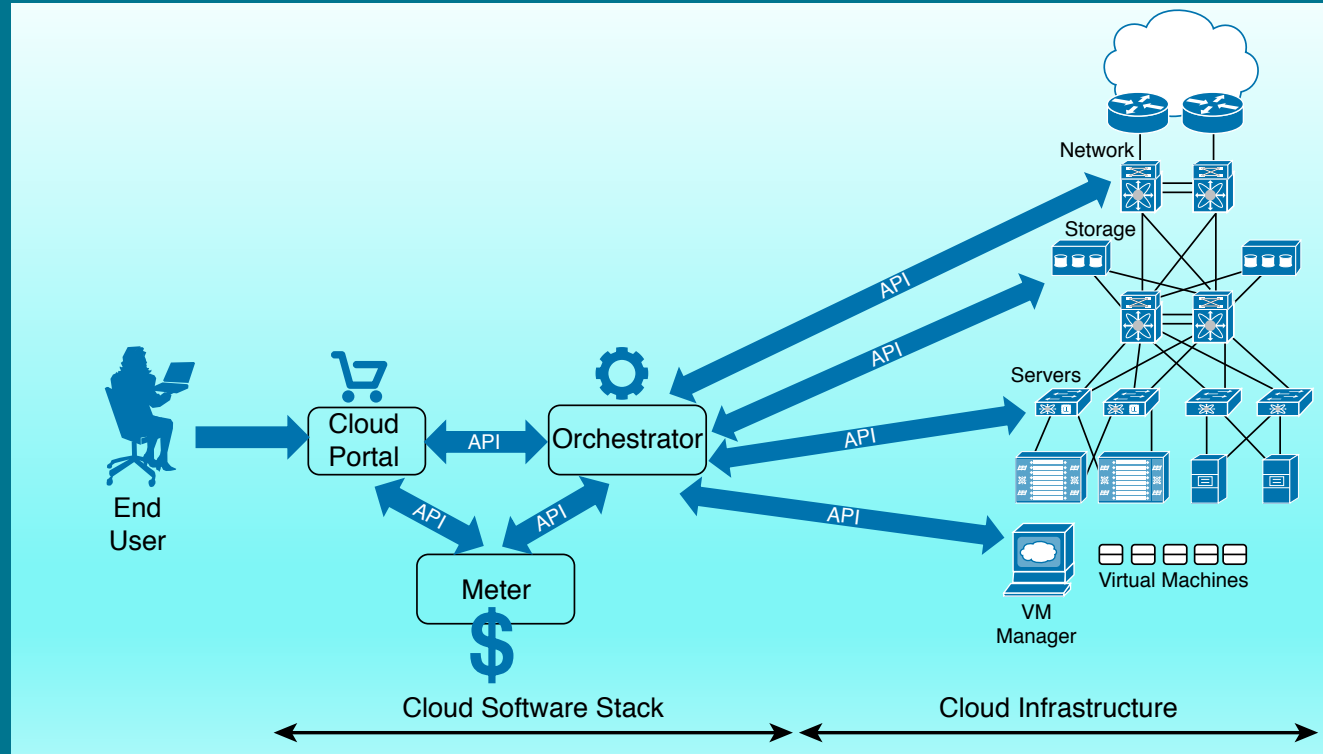 Network
Storage
API
API
Servers
Cloud
Portal
API
Orchestrator
API
End
User
API
API
API
Meter
$
VM
Manager
Virtual Machines
Cloud Software Stack
Cloud Infrastructure